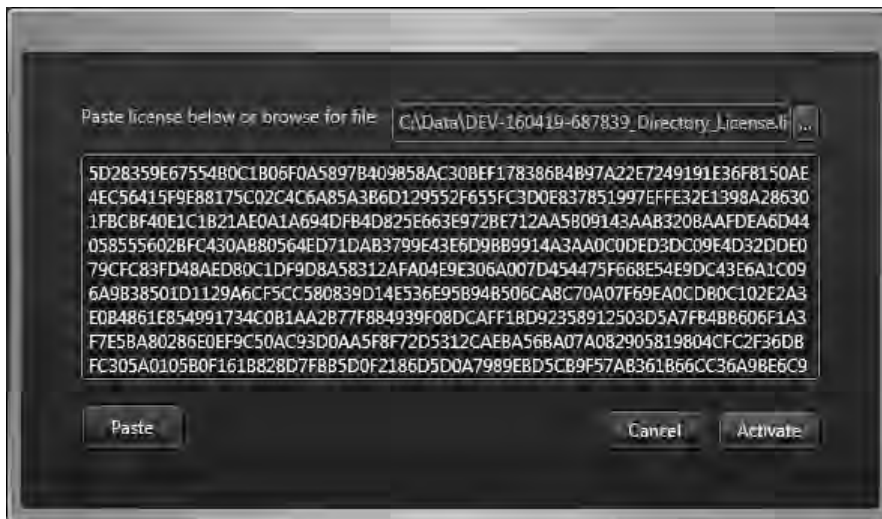 Paste license below or browse for file C:\Data\DEV-160419-687839_Directory_License.li ...
5D28359E67554B0C1B06F0A5897B409858AC30BEF178386B4B97A22E7249191E36F8150AE
4EC56415F9E88175C02C4C6A85A3B6D129552F655FC3D0E837851997EFFE32E1398A28630
1FBCBF40E1C1B21AE0A1A694DFB4D825E663E972BE712AA5B09143AAB320BAAFDEA6D44
058555602BFC430AB80564ED71DAB3799E43E6D9BB9914A3AA0C0DED3DC09E4D32DDE0
79CFC83FD48AED80C1DF9D8A58312AFA04E9E306A007D454475F668E54E9DC43E6A1C09
6A9B38501D1129A6CF5CC580839D14E536E95B94B506CA8C70A07F69EA0CDB0C102E2A3
E0B4861E854991734C0B1AA2B77F884939F08DCAFF1BD92358912503D5A7FB4BB606F1A3
F7E5BA80286E0EF9C50AC93D0AA5F8F72D5312CAEBA56BA07A082905819804CFC2F36DB
FC305A0105B0F161B828D7FBB5D0F2186D5D0A7989EBD5CB9F57AB361B66CC36A9BE6C9
Paste Cancel Activate